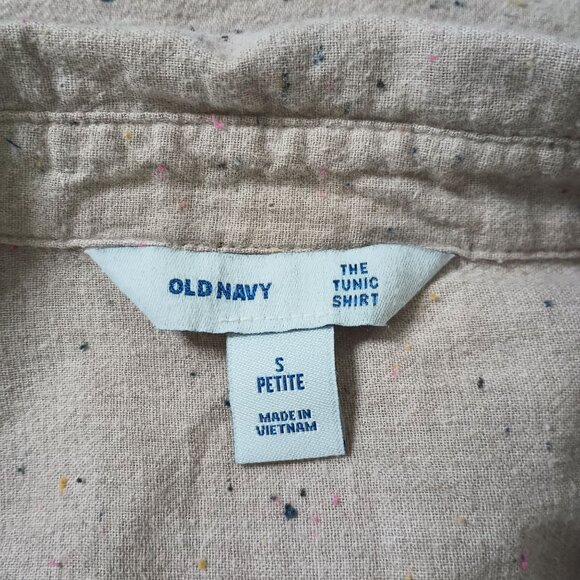 OLD NAVY
THE
TUNIC
SHIRT
S
PETITE
MADE IN
VIETNAM